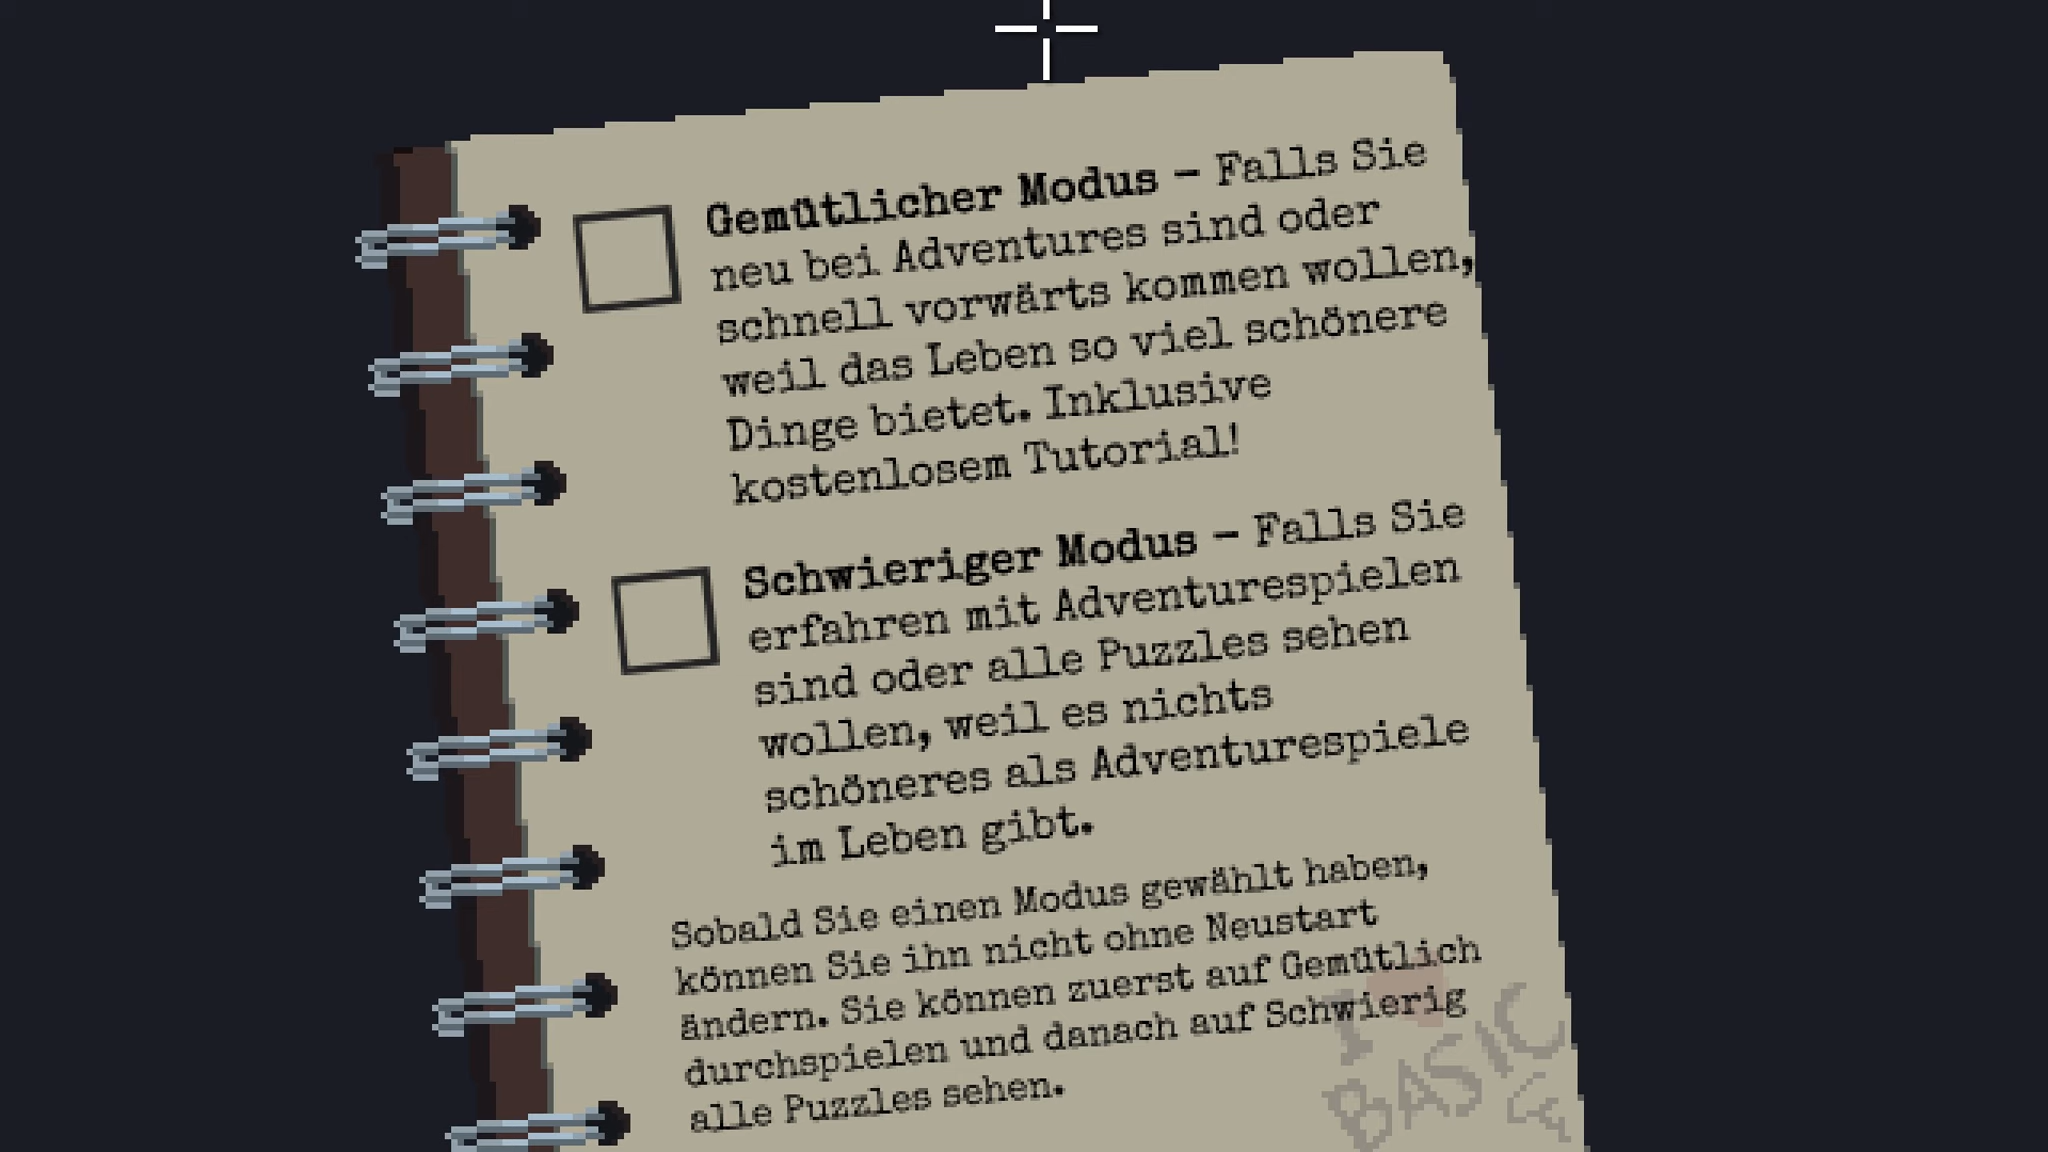 Gemütlicher Modus - Falls Sie
neu bei Adventures sind oder
schnell vorwärts kommen wollen,
weil das Leben so viel schönere
Dinge bietet. Inklusive
kostenlosem Tutorial!
Schwieriger Modus - Falls Sie
erfahren mit Adventurespielen
sind oder alle Puzzles sehen
wollen, weil es nichts
schöneres als Adventurespiele
im Leben gibt.
Sobald Sie einen Modus gewählt haben,
können Sie ihn nicht ohne Neustart
ändern. Sie können zuerst auf Gemütlich
durchspielen und danach auf Schwierig
alle Puzzles sehen.
I
BASIC